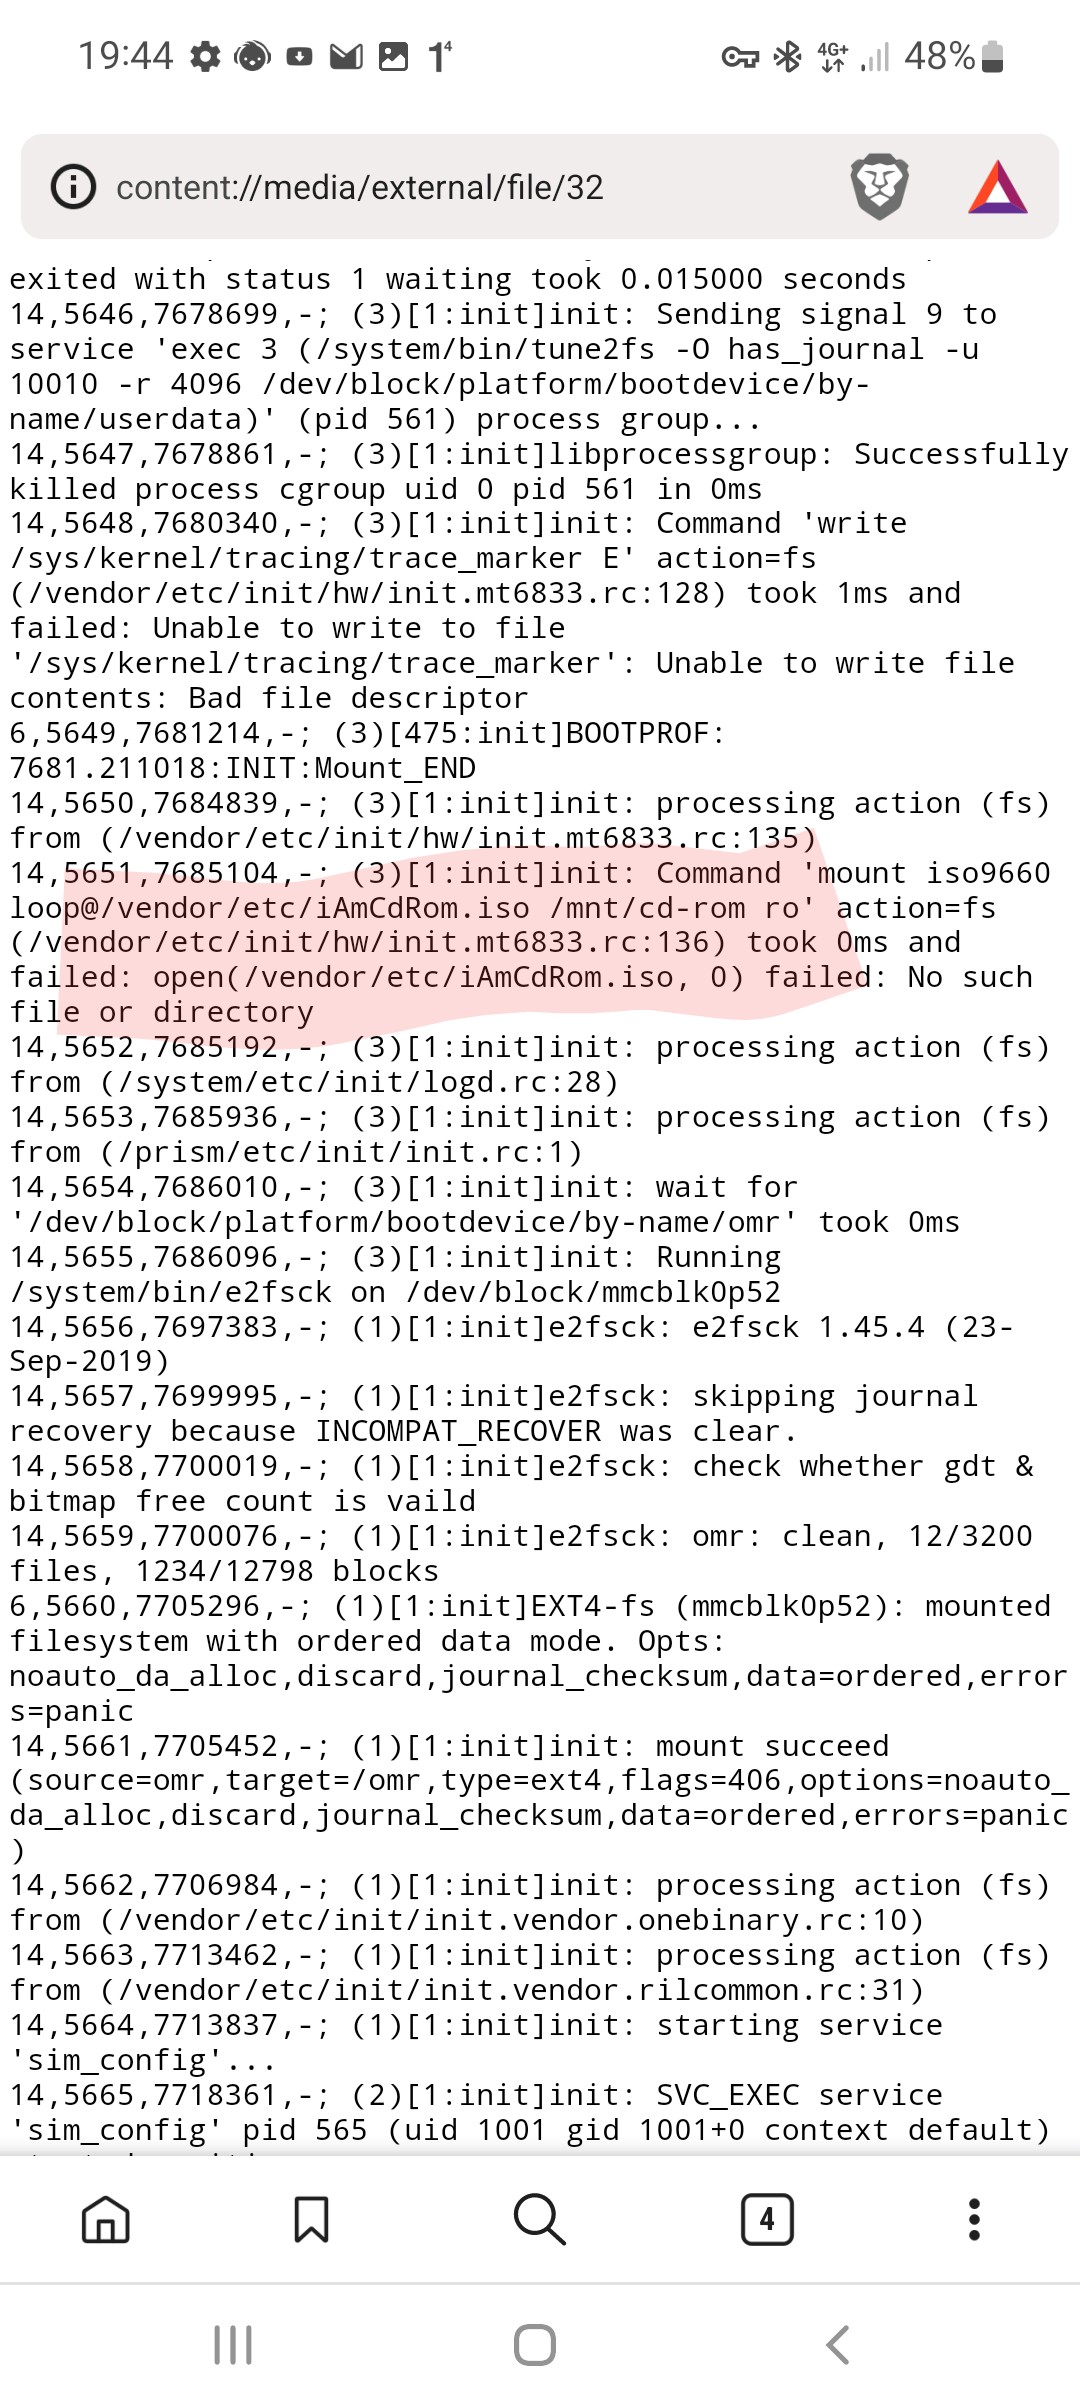 19:44 1⁴ 4G+ 48%
content://media/external/file/32
exited with status 1 waiting took 0.015000 seconds
14,5646,7678699,-; (3)[1:init]init: Sending signal 9 to
service 'exec 3 (/system/bin/tune2fs -O has_journal -u
10010 -r 4096 /dev/block/platform/bootdevice/by-
name/userdata)' (pid 561) process group...
14,5647,7678861,-; (3)[1:init]libprocessgroup: Successfully
killed process cgroup uid 0 pid 561 in 0ms
14,5648,7680340,-; (3)[1:init]init: Command 'write
/sys/kernel/tracing/trace_marker E' action=fs
(/vendor/etc/init/hw/init.mt6833.rc:128) took 1ms and
failed: Unable to write to file
'/sys/kernel/tracing/trace_marker': Unable to write file
contents: Bad file descriptor
6,5649,7681214,-; (3)[475:init]BOOTPROF:
7681.211018:INIT:Mount_END
14,5650,7684839,-; (3)[1:init]init: processing action (fs)
from (/vendor/etc/init/hw/init.mt6833.rc:135)
14,5651,7685104,-; (3)[1:init]init: Command 'mount iso9660
loop@/vendor/etc/iAmCdRom.iso /mnt/cd-rom ro' action=fs
(/vendor/etc/init/hw/init.mt6833.rc:136) took 0ms and
failed: open(/vendor/etc/iAmCdRom.iso, 0) failed: No such
file or directory
14,5652,7685192,-; (3)[1:init]init: processing action (fs)
from (/system/etc/init/logd.rc:28)
14,5653,7685936,-; (3)[1:init]init: processing action (fs)
from (/prism/etc/init/init.rc:1)
14,5654,7686010,-; (3)[1:init]init: wait for
'/dev/block/platform/bootdevice/by-name/omr' took 0ms
14,5655,7686096,-; (3)[1:init]init: Running
/system/bin/e2fsck on /dev/block/mmcblk0p52
14,5656,7697383,-; (1)[1:init]e2fsck: e2fsck 1.45.4 (23-
Sep-2019)
14,5657,7699995,-; (1)[1:init]e2fsck: skipping journal
recovery because INCOMPAT_RECOVER was clear.
14,5658,7700019,-; (1)[1:init]e2fsck: check whether gdt &
bitmap free count is vaild
14,5659,7700076,-; (1)[1:init]e2fsck: omr: clean, 12/3200
files, 1234/12798 blocks
6,5660,7705296,-; (1)[1:init]EXT4-fs (mmcblk0p52): mounted
filesystem with ordered data mode. Opts:
noauto_da_alloc,discard,journal_checksum,data=ordered,error
s=panic
14,5661,7705452,-; (1)[1:init]init: mount succeed
(source=omr,target=/omr,type=ext4,flags=406,options=noauto_
da_alloc,discard,journal_checksum,data=ordered,errors=panic
)
14,5662,7706984,-; (1)[1:init]init: processing action (fs)
from (/vendor/etc/init/init.vendor.onebinary.rc:10)
14,5663,7713462,-; (1)[1:init]init: processing action (fs)
from (/vendor/etc/init/init.vendor.rilcommon.rc:31)
14,5664,7713837,-; (1)[1:init]init: starting service
'sim_config'...
14,5665,7718361,-; (2)[1:init]init: SVC_EXEC service
'sim_config' pid 565 (uid 1001 gid 1001+0 context default)
4